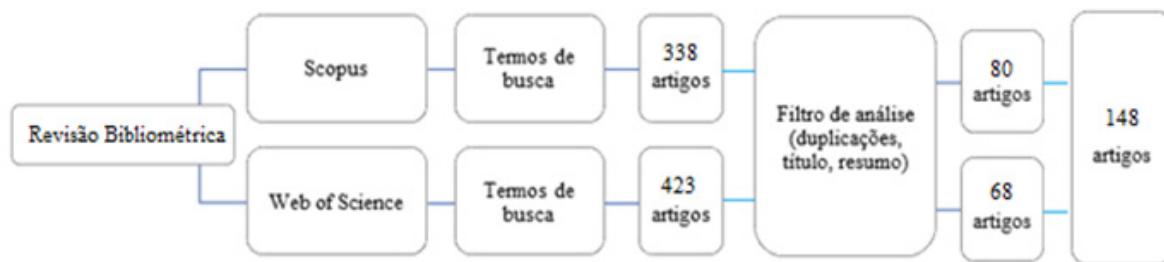 Revisão Bibliométrica
Scopus
Termos de
busca
338
artigos
Web of Science
Termos de
busca
423
artigos
Filtro de análise
(duplicações,
título, resumo)
80
artigos
68
artigos
148
artigos